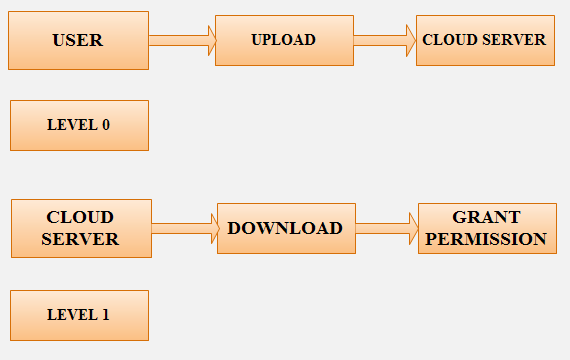 USER
UPLOAD
CLOUD SERVER
LEVEL 0
CLOUD
SERVER
DOWNLOAD
GRANT
PERMISSION
LEVEL 1